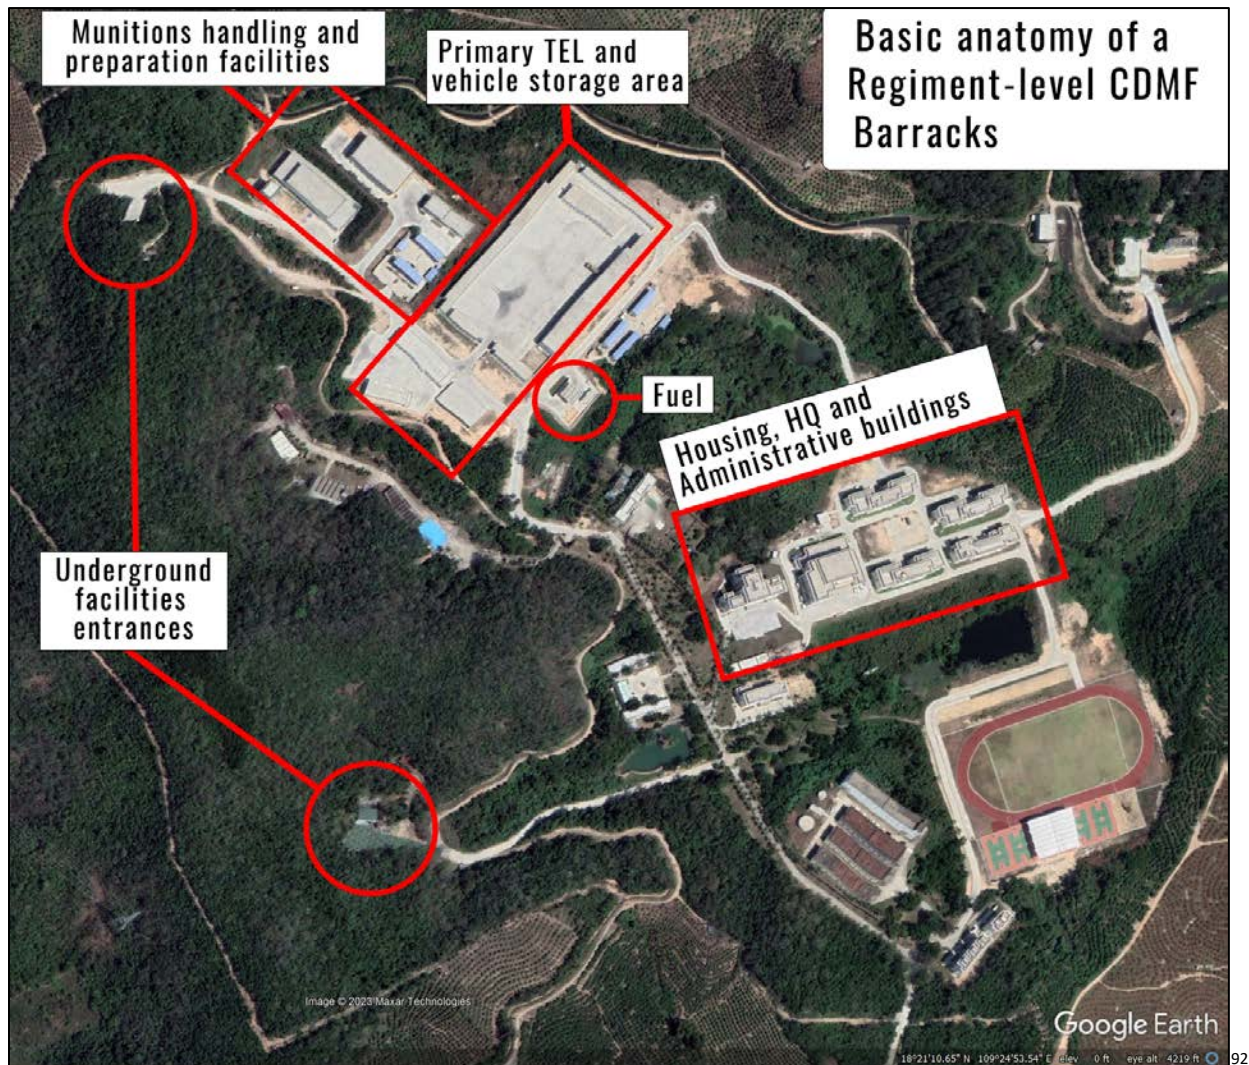 Munitions handling and
preparation facilities
Primary TEL and
vehicle storage area
Basic anatomy of a
Regiment-level CDMF
Barracks
Fuel
Housing, HQ and
Administrative buildings
Underground
facilities
entrances
Image © 2023 Maxar Technologies
Google Earth
18°21'10.65" N 109°24'53.54" E elev 0 ft eye alt 4219 ft
92